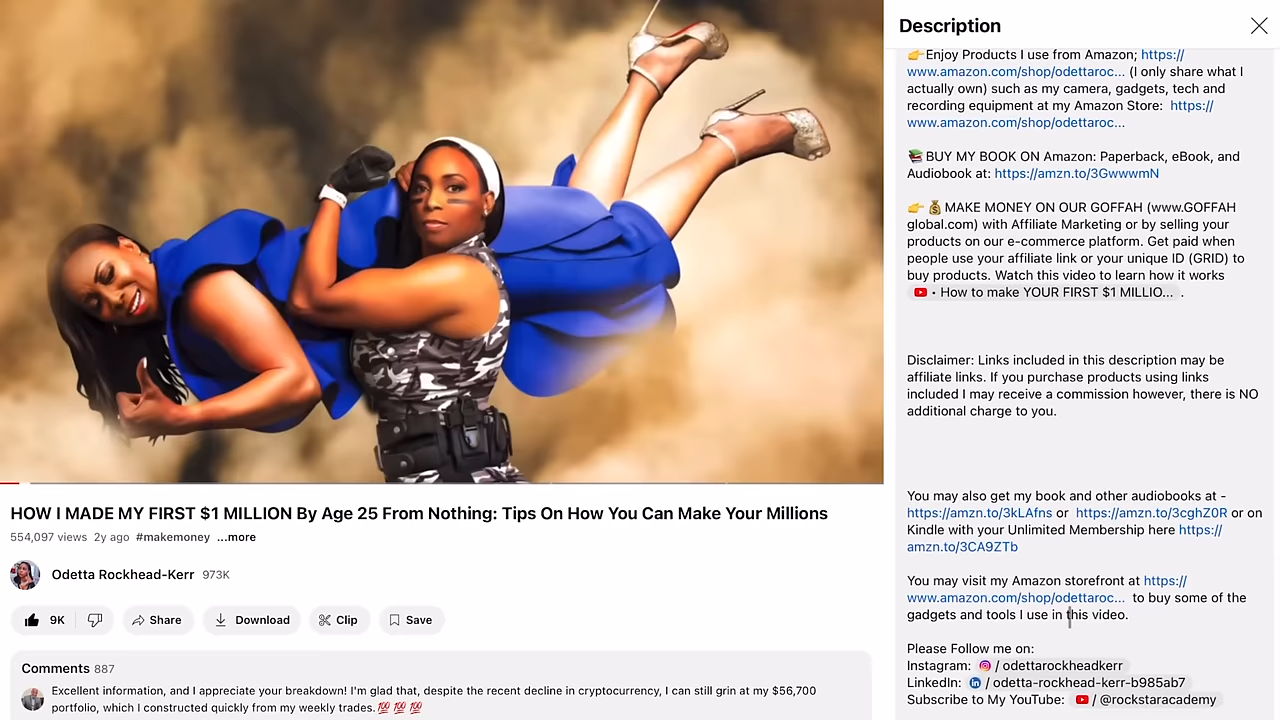 HOW I MADE MY FIRST $1 MILLION By Age 25 From Nothing: Tips On How You Can Make Your Millions
554,097 views 2y ago #makemoney ...more
Odetta Rockhead-Kerr 973K
9K Share Download Clip Save
Comments 887
Excellent information, and I appreciate your breakdown! I'm glad that, despite the recent decline in cryptocurrency, I can still grin at my $56,700
portfolio, which I constructed quickly from my weekly trades.💯 💯 💯
Description
👉Enjoy Products I use from Amazon; https://
www.amazon.com/shop/odettaroc... (I only share what I
actually own) such as my camera, gadgets, tech and
recording equipment at my Amazon Store: https://
www.amazon.com/shop/odettaroc...
📚BUY MY BOOK ON Amazon: Paperback, eBook, and
Audiobook at: https://amzn.to/3GwwwmN
👉💰MAKE MONEY ON OUR GOFFAH (www.GOFFAH
global.com) with Affiliate Marketing or by selling your
products on our e-commerce platform. Get paid when
people use your affiliate link or your unique ID (GRID) to
buy products. Watch this video to learn how it works
• How to make YOUR FIRST $1 MILLIO... .
Disclaimer: Links included in this description may be
affiliate links. If you purchase products using links
included I may receive a commission however, there is NO
additional charge to you.
You may also get my book and other audiobooks at -
https://amzn.to/3kLAfns or https://amzn.to/3cghZ0R or on
Kindle with your Unlimited Membership here https://
amzn.to/3CA9ZTb
You may visit my Amazon storefront at https://
www.amazon.com/shop/odettaroc... to buy some of the
gadgets and tools I use in this video.
Please Follow me on:
Instagram: / odettarockheadkerr
LinkedIn: / odetta-rockhead-kerr-b985ab7
Subscribe to My YouTube: / @rockstaracademy